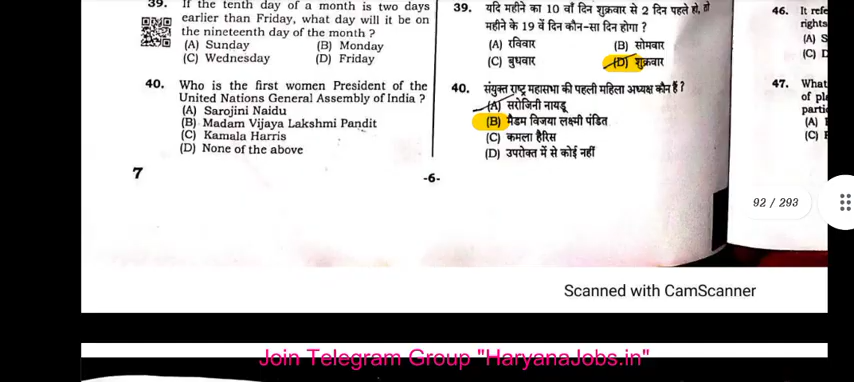 39. If the tenth day of a month is two days
earlier than Friday, what day will it be on
the nineteenth day of the month ?
(A) Sunday (B) Monday
(C) Wednesday (D) Friday
40. Who is the first women President of the
United Nations General Assembly of India ?
(A) Sarojini Naidu
(B) Madam Vijaya Lakshmi Pandit
(C) Kamala Harris
(D) None of the above
7
-6-
39. यदि महीने का 10 वाँ दिन शुक्रवार से 2 दिन पहले हो, तो
महीने के 19 वें दिन कौन-सा दिन होगा ?
(A) रविवार (B) सोमवार
(C) बुधवार (D) शुक्रवार
40. संयुक्त राष्ट्र महासभा की पहली महिला अध्यक्ष कौन हैं ?
(A) सरोजिनी नायडू
(B) मैडम विजया लक्ष्मी पंडित
(C) कमला हैरिस
(D) उपरोक्त में से कोई नहीं
46. It refe
rights
(A) S
(C)
47. What
of pl
parti
(A)
(C)
92 / 293
Scanned with CamScanner
Join Telegram Group "HaryanaJobs.in"